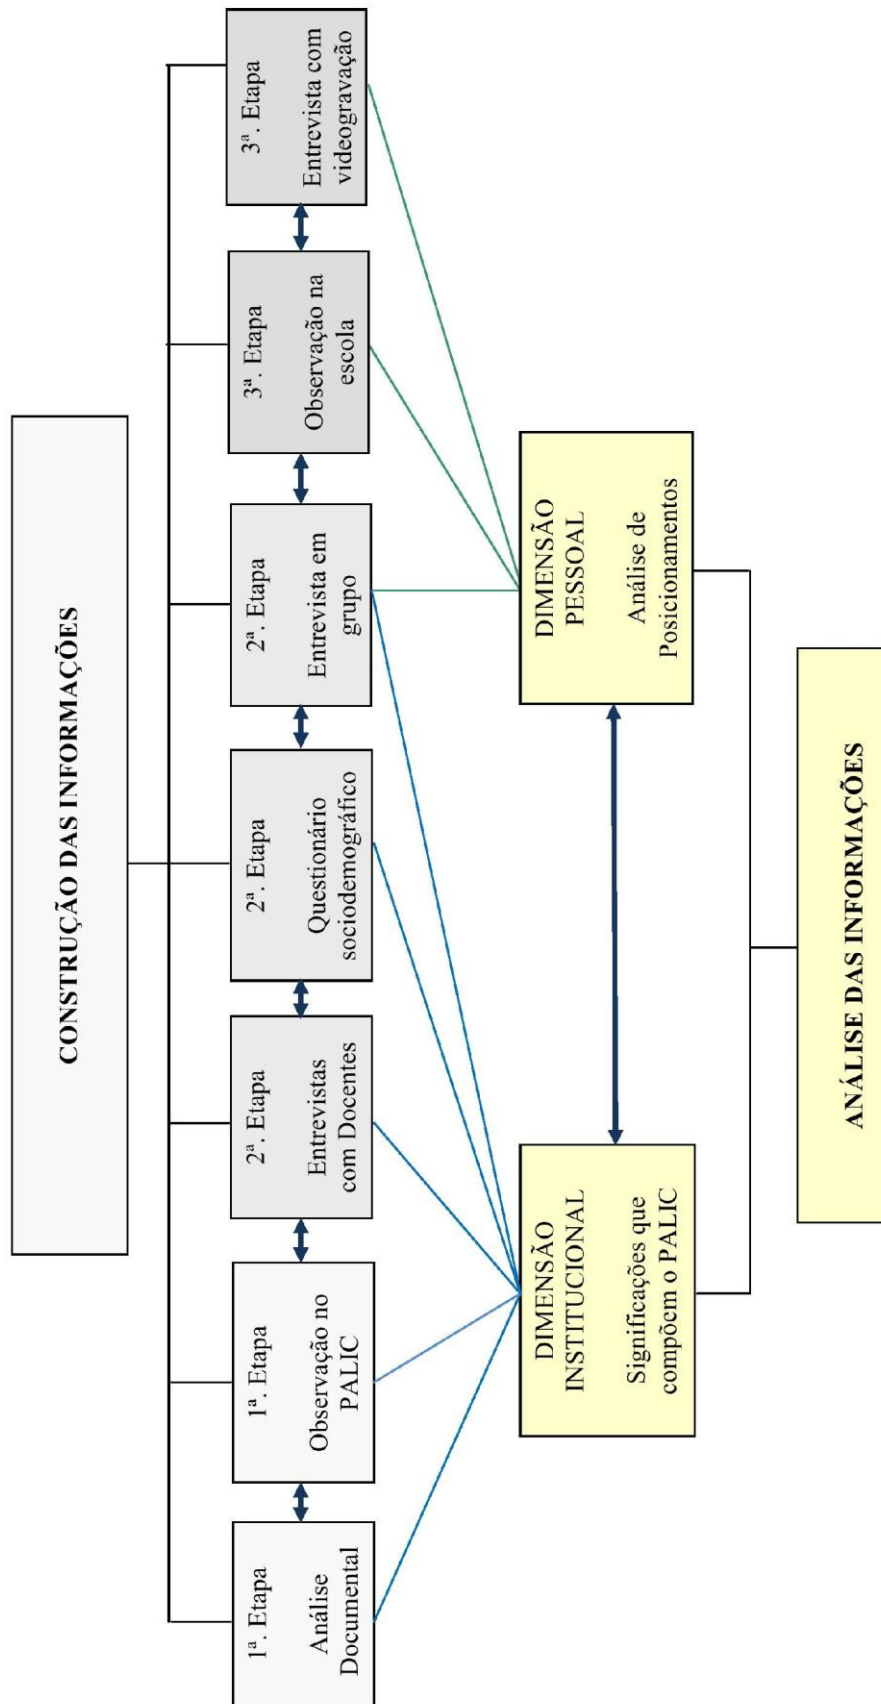 CONSTRUÇÃO DAS INFORMAÇÕES
1ª. Etapa
Análise
Documental
1ª. Etapa
Observação no
PALIC
2ª. Etapa
Entrevistas
com Docentes
2ª. Etapa
Questionário
sociodemográfico
2ª. Etapa
Entrevista em
grupo
3ª. Etapa
Observação na
escola
3ª. Etapa
Entrevista com
videogravação
DIMENSÃO
INSTITUCIONAL
Significações que
compõem o PALIC
DIMENSÃO
PESSOAL
Análise de
Posicionamentos
ANÁLISE DAS INFORMAÇÕES